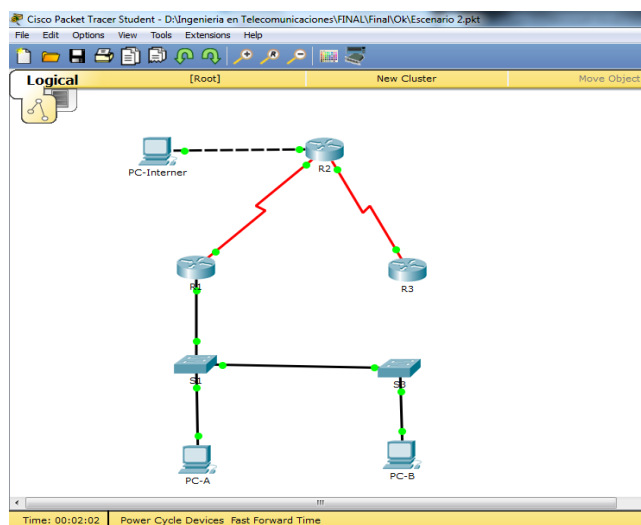 Cisco Packet Tracer Student - D:\Ingenieria en Telecomunicaciones\FINAL\Final\Ok\Escenario 2.pkt
File Edit Options View Tools Extensions Help
Logical [Root] New Cluster Move Object
PC-Interner
R2
R1
R3
S1
S3
PC-A
PC-B
Time: 00:02:02 Power Cycle Devices Fast Forward Time